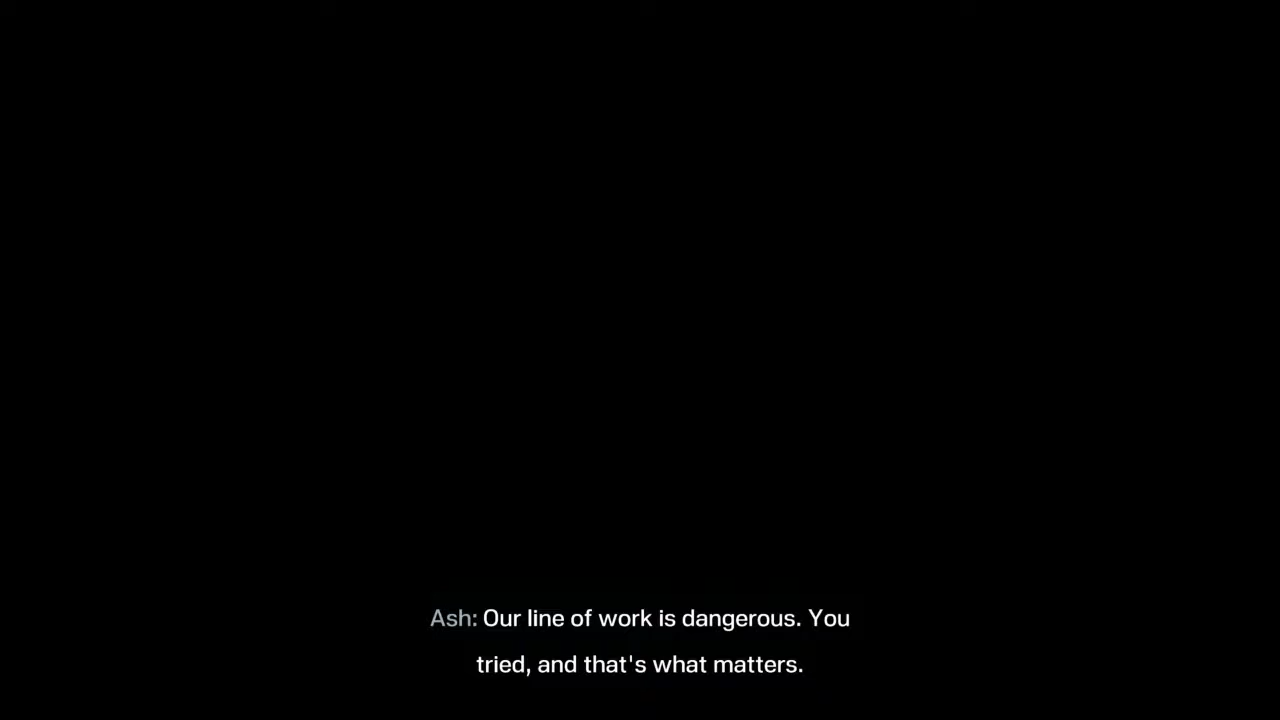 Ash: Our line of work is dangerous. You
tried, and that's what matters.